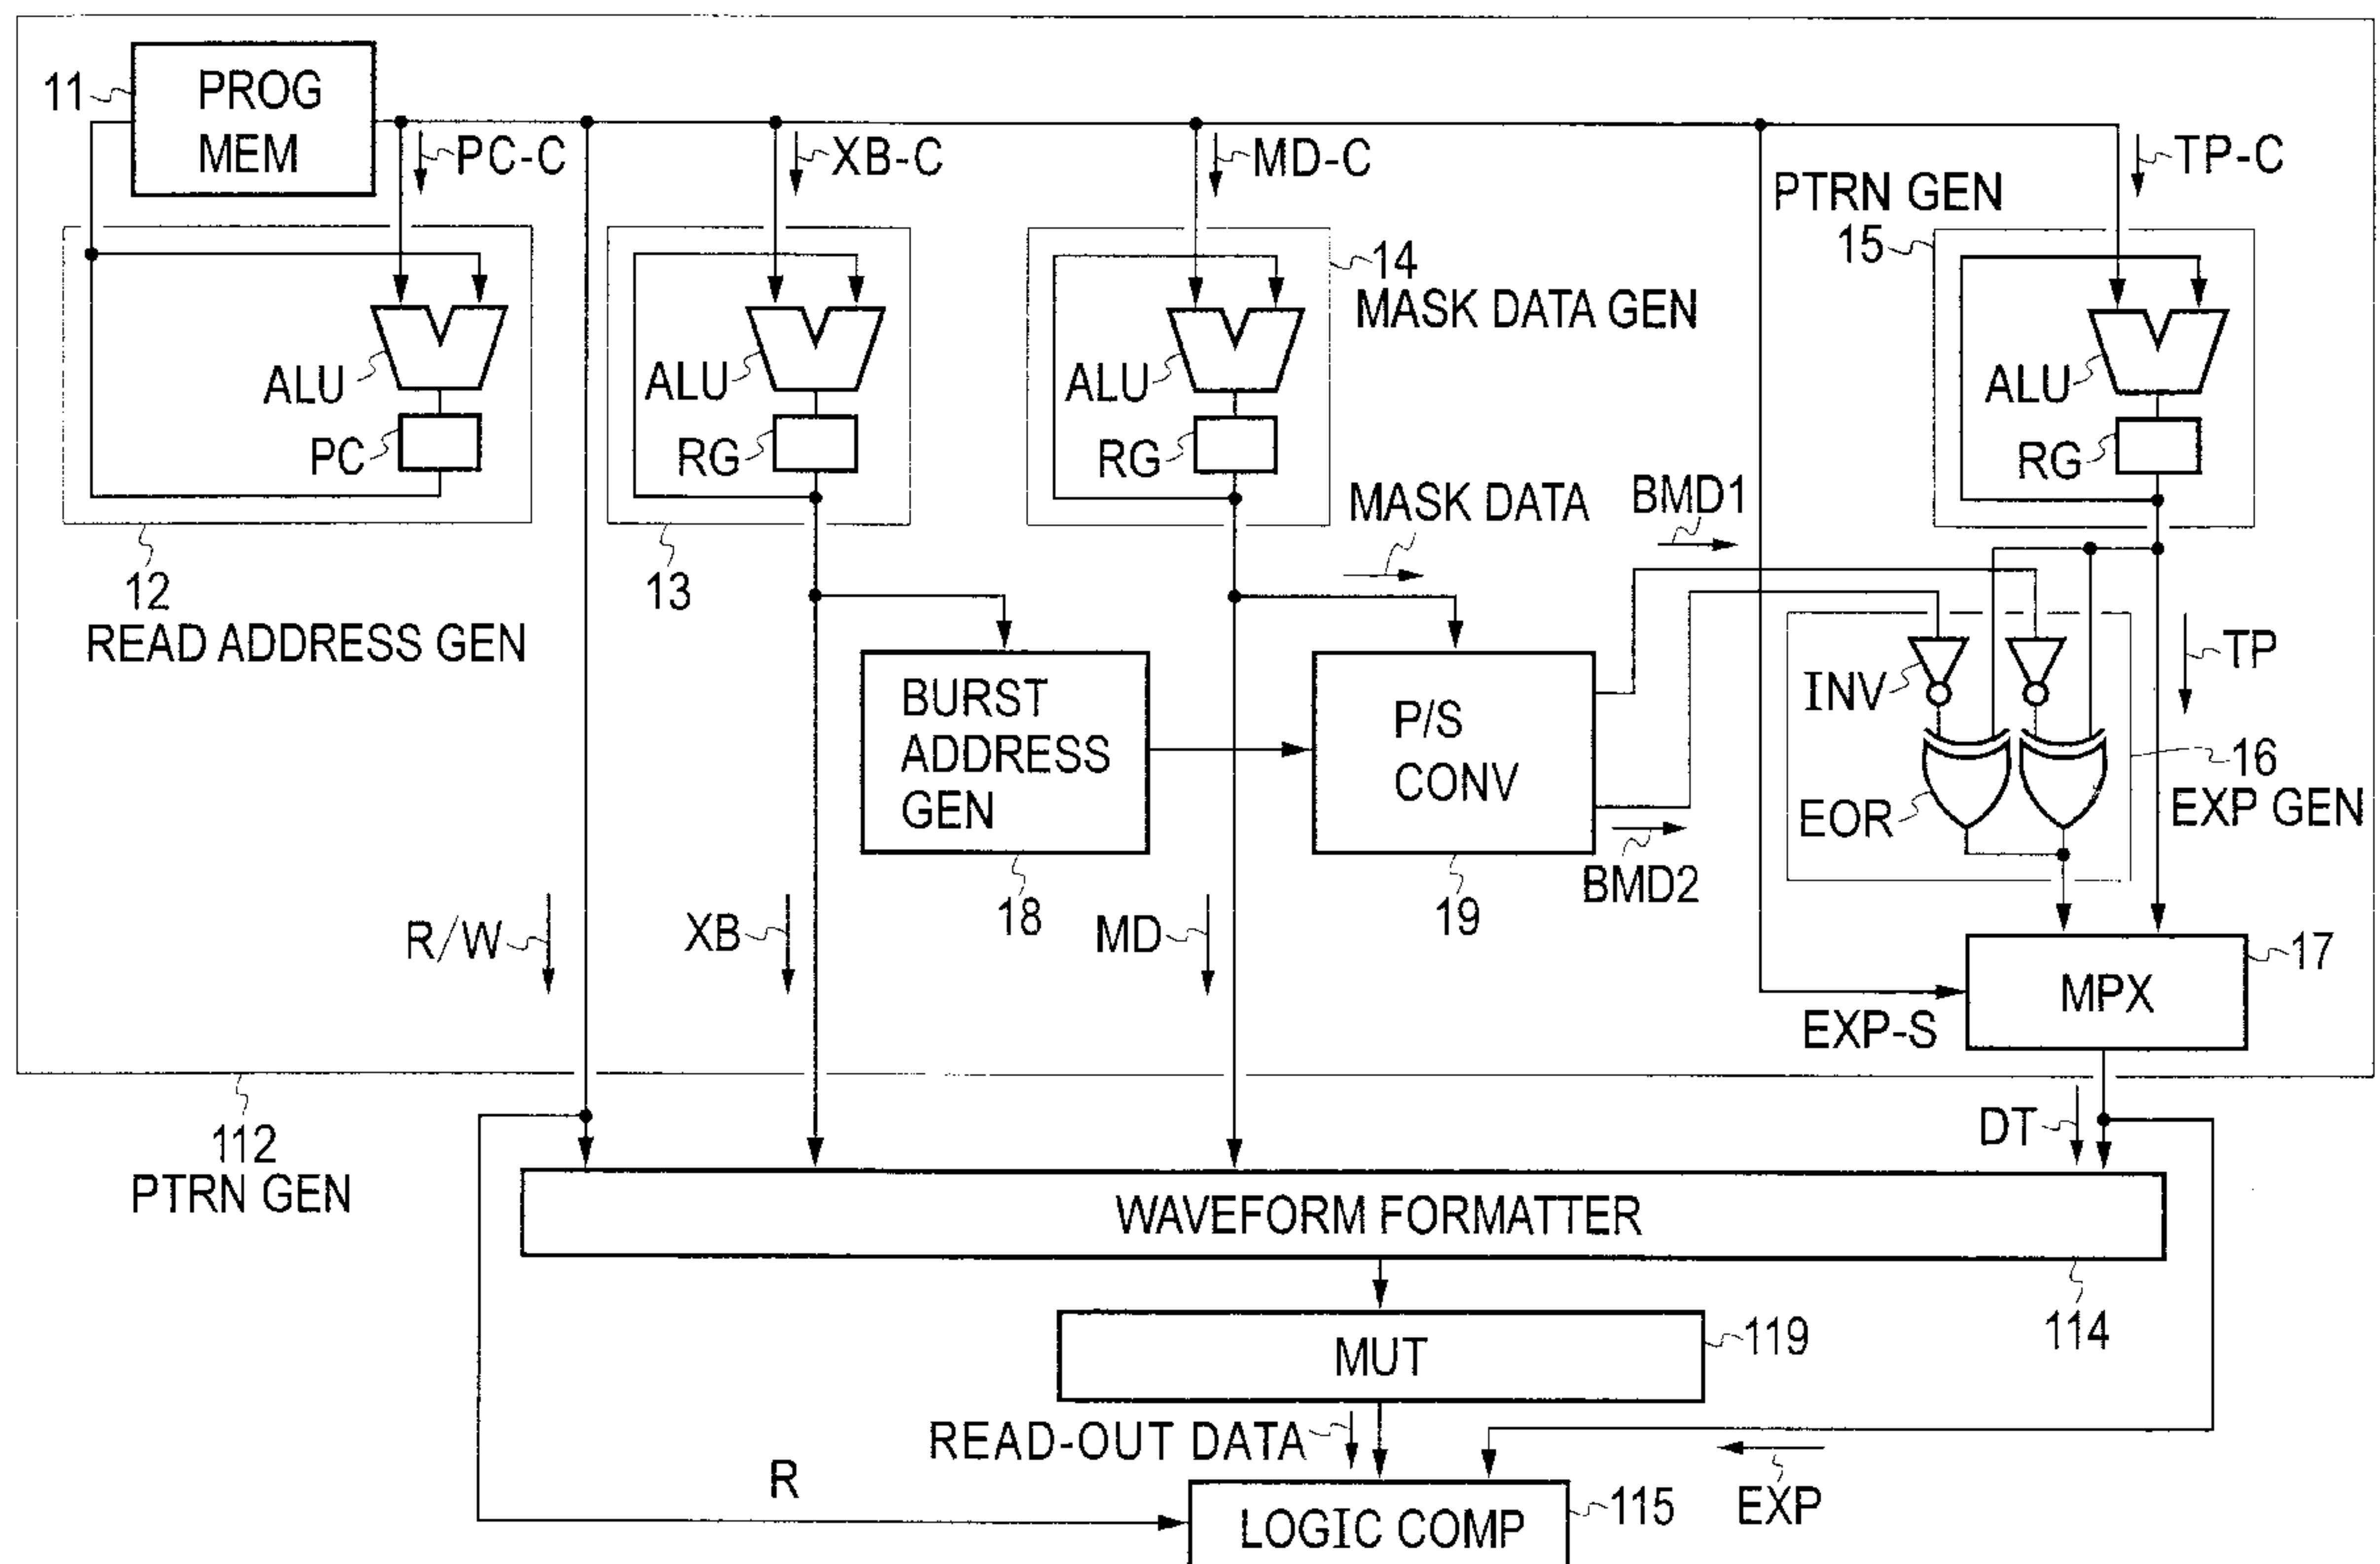 11
PROG
MEM
PC-C
XB-C
MD-C
TP-C
PTRN GEN
15
14
MASK DATA GEN
ALU
ALU
ALU
ALU
PC
RG
RG
RG
12
READ ADDRESS GEN
13
MASK DATA
BMD1
BURST
ADDRESS
GEN
18
P/S
CONV
19
BMD2
INV
TP
16
EOR
EXP GEN
R/W
XB
MD
17
MPX
EXP-S
112
PTRN GEN
DT
WAVEFORM FORMATTER
114
MUT
119
READ-OUT DATA
R
EXP
LOGIC COMP
115